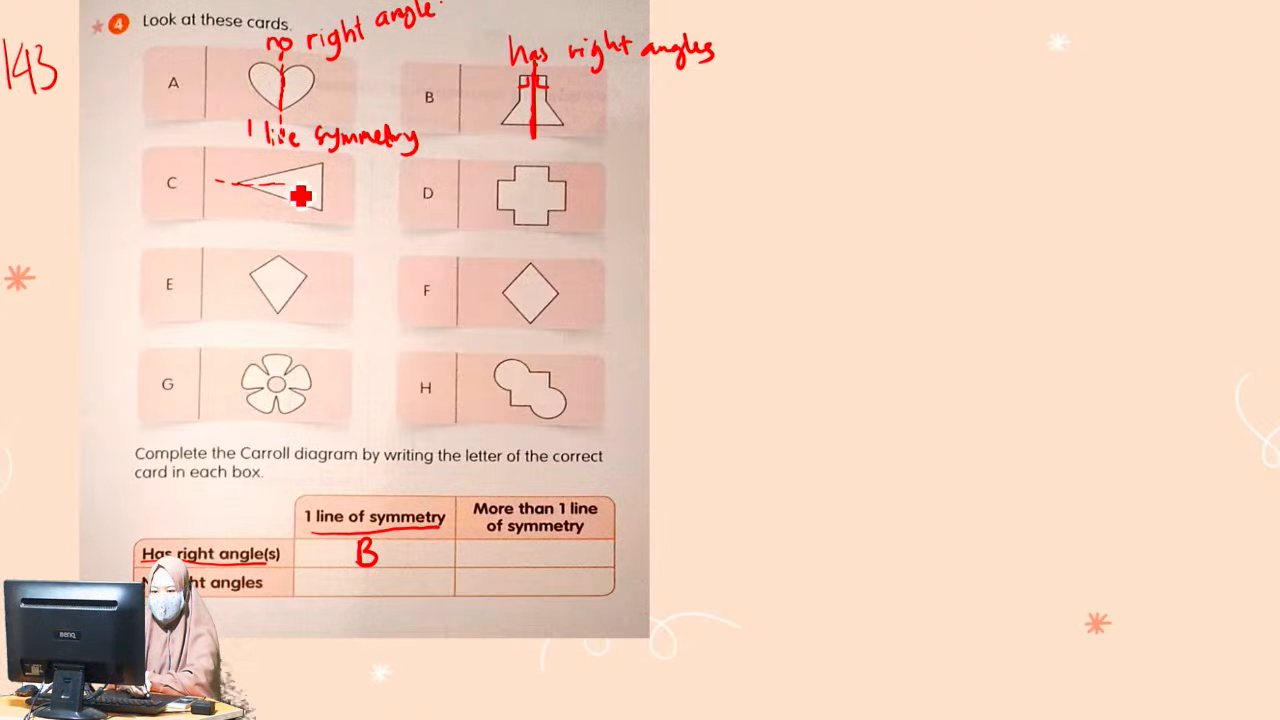 143
4 Look at these cards.
no right angle.
has right angles
A
B
1 line symmetry
C
D
E
F
G
H
Complete the Carroll diagram by writing the letter of the correct
card in each box.
1 line of symmetry
More than 1 line
of symmetry
Has right angle(s)
B
ht angles
BenQ